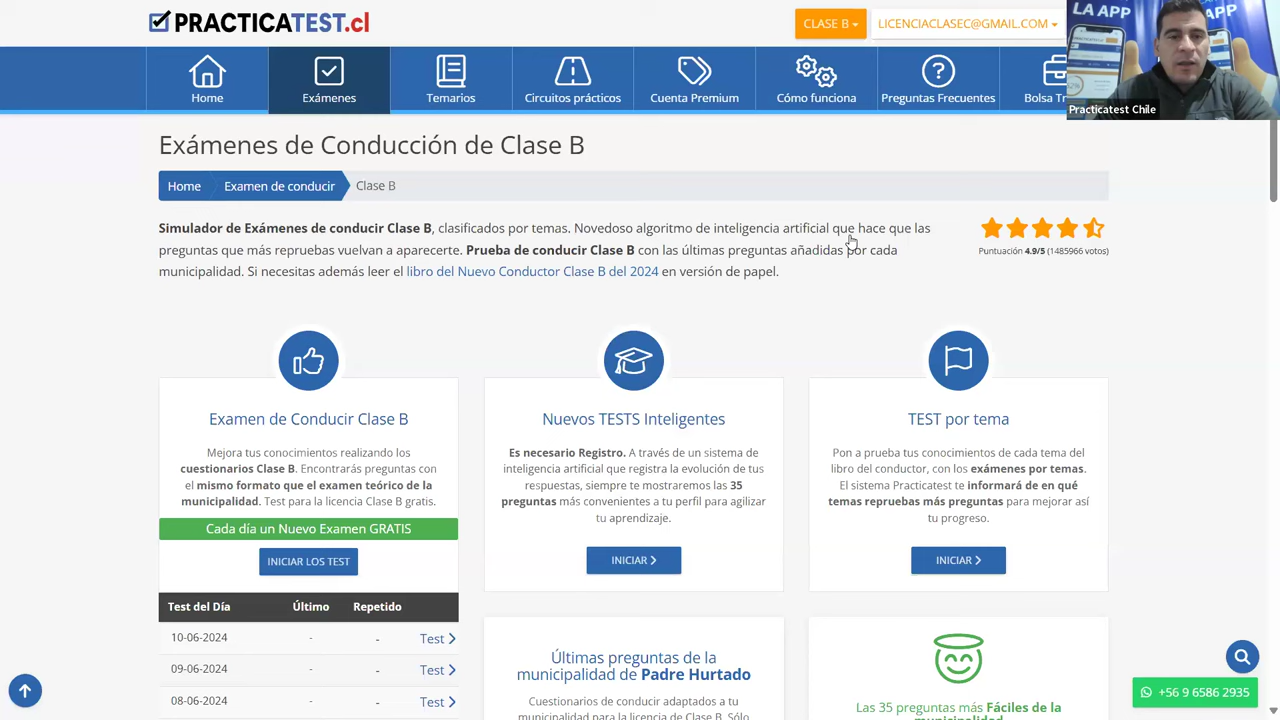 PRACTICATEST.cl
CLASE B
LICENCIACLASEC@GMAIL.COM
LA APP
APP
Practicatest Chile
Home
Exámenes
Temarios
Circuitos prácticos
Cuenta Premium
Cómo funciona
Preguntas Frecuentes
Bolsa
Exámenes de Conducción de Clase B
Home
Examen de conducir
Clase B
Simulador de Exámenes de conducir Clase B, clasificados por temas. Novedoso algoritmo de inteligencia artificial que hace que las
preguntas que más repruebas vuelvan a aparecerte. Prueba de conducir Clase B con las últimas preguntas añadidas por cada
municipalidad. Si necesitas además leer el libro del Nuevo Conductor Clase B del 2024 en versión de papel.
Puntuación 4.9/5 (1485966 votos)
Examen de Conducir Clase B
Mejora tus conocimientos realizando los
cuestionarios Clase B. Encontrarás preguntas con
el mismo formato que el examen teórico de la
municipalidad. Test para la licencia Clase B gratis.
Cada día un Nuevo Examen GRATIS
INICIAR LOS TEST
Test del Día Último Repetido
10-06-2024 - - Test
09-06-2024 - - Test
08-06-2024 - - Test
Nuevos TESTS Inteligentes
Es necesario Registro. A través de un sistema de
inteligencia artificial que registra la evolución de tus
respuestas, siempre te mostraremos las 35
preguntas más convenientes a tu perfil para agilizar
tu aprendizaje.
INICIAR
TEST por tema
Pon a prueba tus conocimientos de cada tema del
libro del conductor, con los exámenes por temas.
El sistema Practicatest te informará de en qué
temas repruebas más preguntas para mejorar así
tu progreso.
INICIAR
Últimas preguntas de la
municipalidad de Padre Hurtado
Cuestionarios de conducir adaptados a tu
municipalidad para la licencia de Clase B. Sólo
Las 35 preguntas más Fáciles de la
municipalidad
+56 9 6586 2935